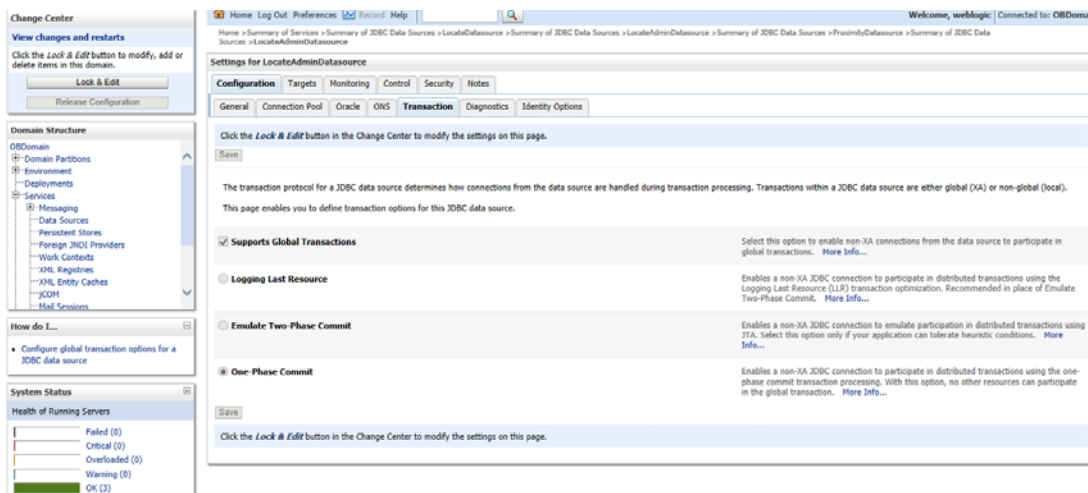 Change Center
View changes and restarts
Click the Lock & Edit button to modify, add or
delete items in this domain.
Lock & Edit
Release Configuration
Domain Structure
OBDomain
Domain Partitions
Environment
Deployments
Services
Messaging
Data Sources
Persistent Stores
Foreign JNDI Providers
Work Contexts
XML Registries
XML Entity Caches
jCOM
Mail Sessions
How do I...
Configure global transaction options for a
JDBC data source
System Status
Health of Running Servers
Failed (0)
Critical (0)
Overloaded (0)
Warning (0)
OK (3)
Home Log Out Preferences Record Help
Welcome, weblogic Connected to: OBDoma
Home >Summary of Services >Summary of JDBC Data Sources >LocateDatasource >Summary of JDBC Data Sources >LocateAdminDatasource >Summary of JDBC Data Sources >ProximityDatasource >Summary of JDBC Data
Sources >LocateAdminDatasource
Settings for LocateAdminDatasource
Configuration Targets Monitoring Control Security Notes
General Connection Pool Oracle ONS Transaction Diagnostics Identity Options
Click the Lock & Edit button in the Change Center to modify the settings on this page.
Save
The transaction protocol for a JDBC data source determines how connections from the data source are handled during transaction processing. Transactions within a JDBC data source are either global (XA) or non-global (local).
This page enables you to define transaction options for this JDBC data source.
Supports Global Transactions
Select this option to enable non-XA connections from the data source to participate in
global transactions. More Info...
Logging Last Resource
Enables a non-XA JDBC connection to participate in distributed transactions using the
Logging Last Resource (LLR) transaction optimization. Recommended in place of Emulate
Two-Phase Commit. More Info...
Emulate Two-Phase Commit
Enables a non-XA JDBC connection to emulate participation in distributed transactions using
JTA. Select this option only if your application can tolerate heuristic conditions. More
Info...
One-Phase Commit
Enables a non-XA JDBC connection to participate in distributed transactions using the one-
phase commit transaction processing. With this option, no other resources can participate
in the global transaction. More Info...
Save
Click the Lock & Edit button in the Change Center to modify the settings on this page.